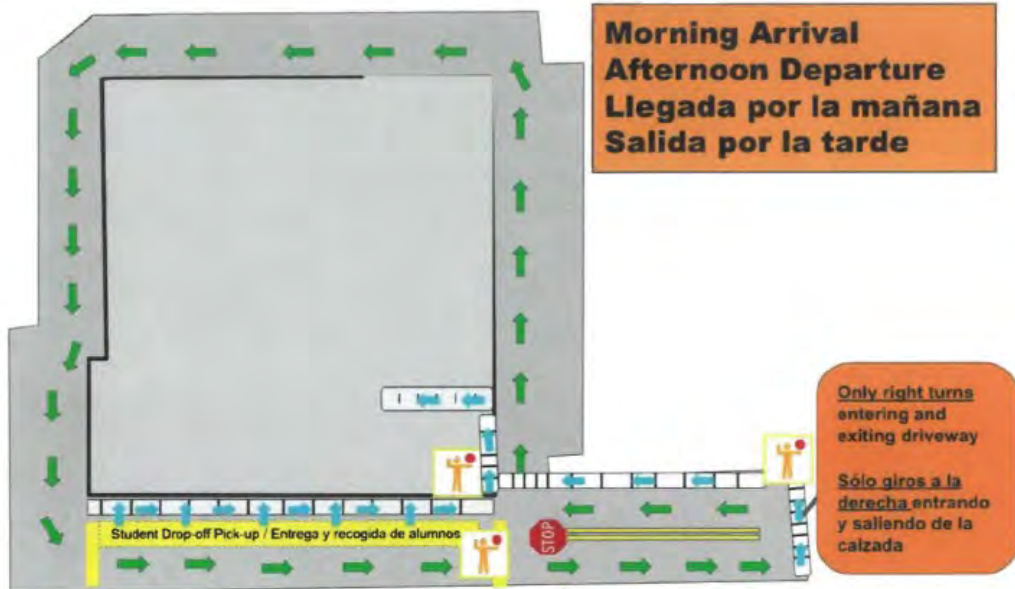 Morning Arrival
Afternoon Departure
Llegada por la mañana
Salida por la tarde
Only right turns
entering and
exiting driveway
Sólo giros a la
derecha entrando
y saliendo de la
calzada
Student Drop-off Pick-up / Entrega y recogida de alumnos
STOP